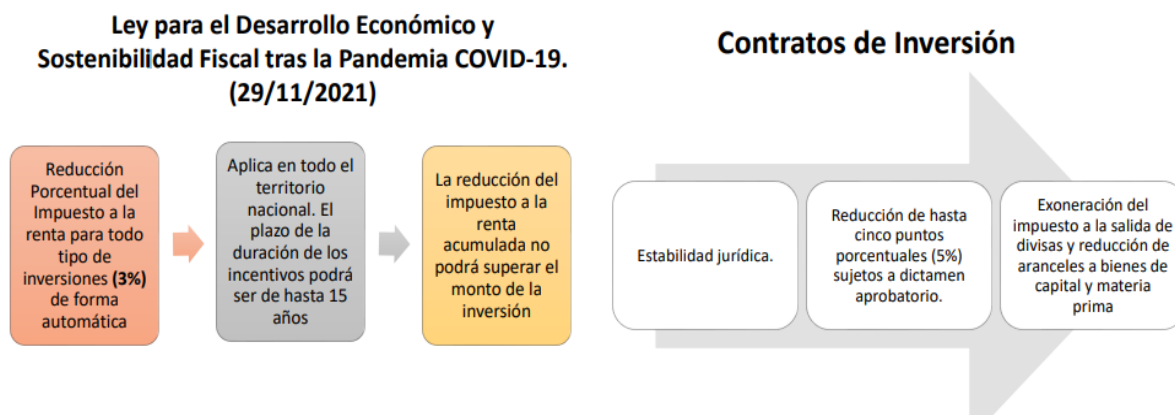 Ley para el Desarrollo Económico y
Sostenibilidad Fiscal tras la Pandemia COVID-19.
(29/11/2021)
Reducción
Porcentual del
Impuesto a la
renta para todo
tipo de
inversiones (3%)
de forma
automática
Aplica en todo el
territorio
nacional. El
plazo de la
duración de los
incentivos podrá
ser de hasta 15
años
La reducción del
impuesto a la
renta
acumulada no
podrá superar el
monto de la
inversión
Contratos de Inversión
Estabilidad jurídica.
Reducción de hasta
cinco puntos
porcentuales (5%)
sujetos a dictamen
aprobatorio.
Exoneración del
impuesto a la salida de
divisas y reducción de
aranceles a bienes de
capital y materia
prima